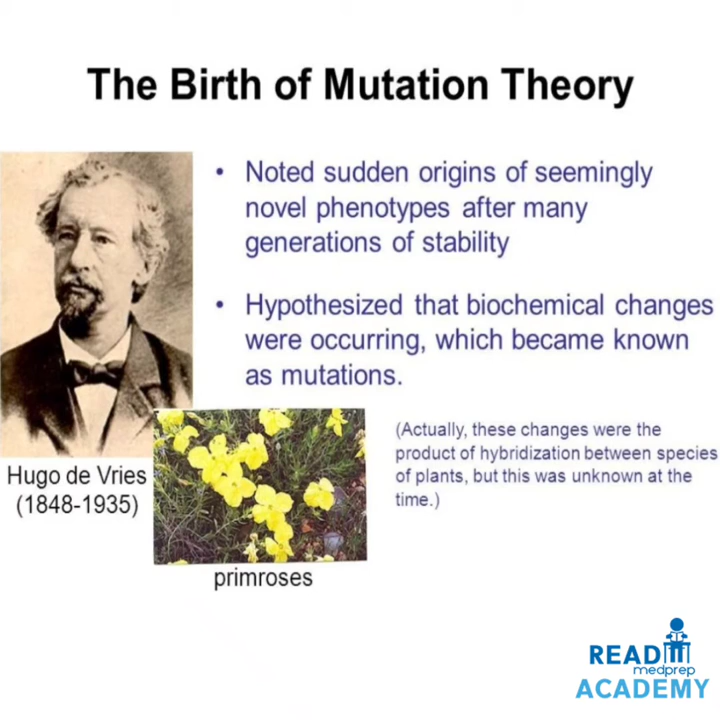 The Birth of Mutation Theory
• Noted sudden origins of seemingly
novel phenotypes after many
generations of stability
• Hypothesized that biochemical changes
were occurring, which became known
as mutations.
(Actually, these changes were the
product of hybridization between species
of plants, but this was unknown at the
time.)
Hugo de Vries
(1848-1935)
primroses
READ
medprep
ACADEMY